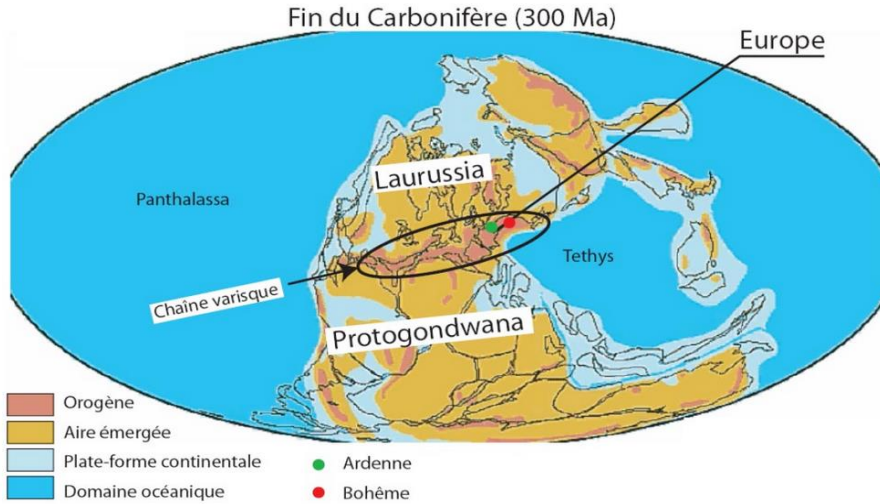 Fin du Carbonifère (300 Ma)
Europe
Laurussia
Panthalassa
Tethys
Chaîne varisque
Protogondwana
Orogène
Aire émergée
Plate-forme continentale
Ardenne
Domaine océanique
Bohême